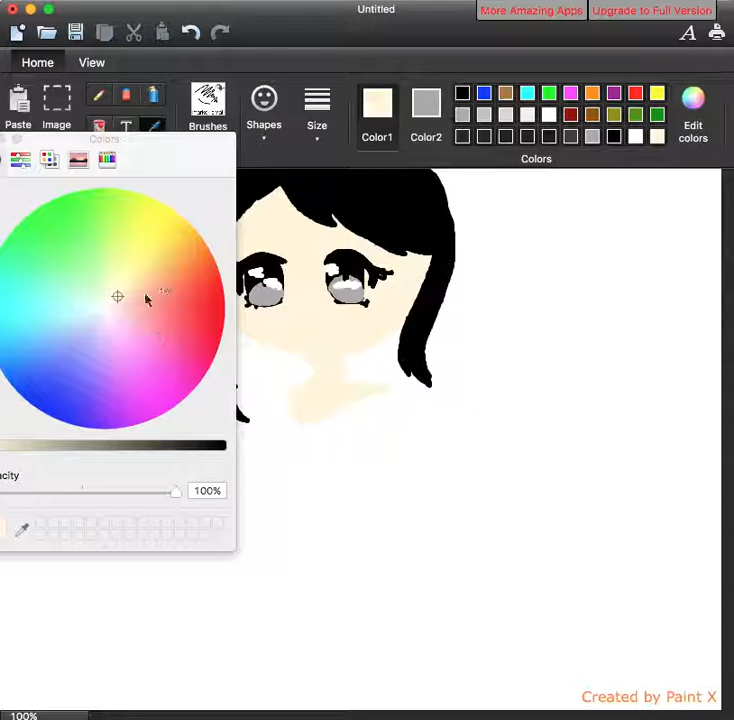 Untitled
More Amazing Apps
Upgrade to Full Version
A
Home
View
Paste
Image
T
Brushes
Shapes
Size
Color1
Color2
Edit
colors
Colors
Colors
100%
Created by Paint X
100%